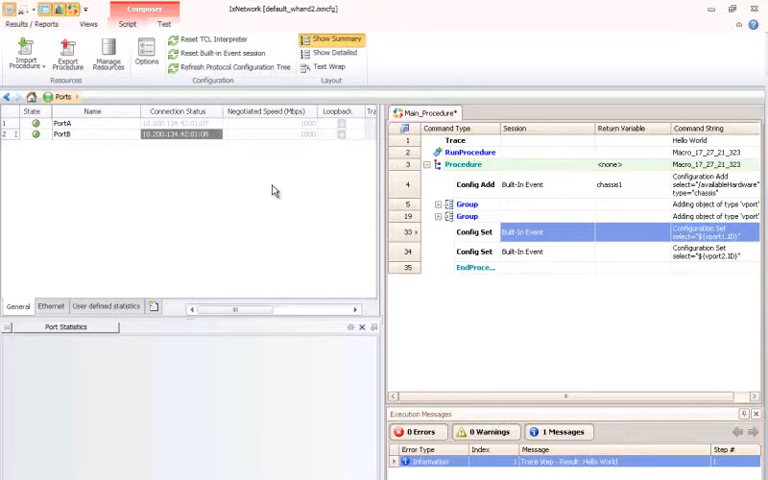 Composer
IxNetwork [default_whand2.ixncfg]
Results / Reports
Views
Script
Test
Import Procedure
Export Procedure
Manage Resources
Options
Reset TCL Interpreter
Reset Built-in Event session
Refresh Protocol Configuration Tree
Show Summary
Show Detailed
Text Wrap
Resources
Configuration
Layout
Ports
State Name Connection Status Negotiated Speed (Mbps) Loopback Tra
1 PortA 10.200.134.42:01:07 1000
2 PortB 10.200.134.42:01:08 1000
General Ethernet User defined statistics
Port Statistics
Main_Procedure*
Command Type Session Return Variable Command String
1 Trace Hello World
2 RunProcedure Macro_17_27_21_323
3 Procedure <none> Macro_17_27_21_323
4 Config Add Built-In Event chassis1 Configuration Add
select="/availableHardware"
type="chassis"
5 Group Adding object of type 'vport'
19 Group Adding object of type 'vport'
33 Config Set Built-In Event Configuration Set
select="${vport1.ID}"
34 Config Set Built-In Event Configuration Set
select="${vport2.ID}"
35 EndProce...
Execution Messages
0 Errors 0 Warnings 1 Messages
Error Type Index Message Step #
Information 1 Trace step - Result: Hello World 1